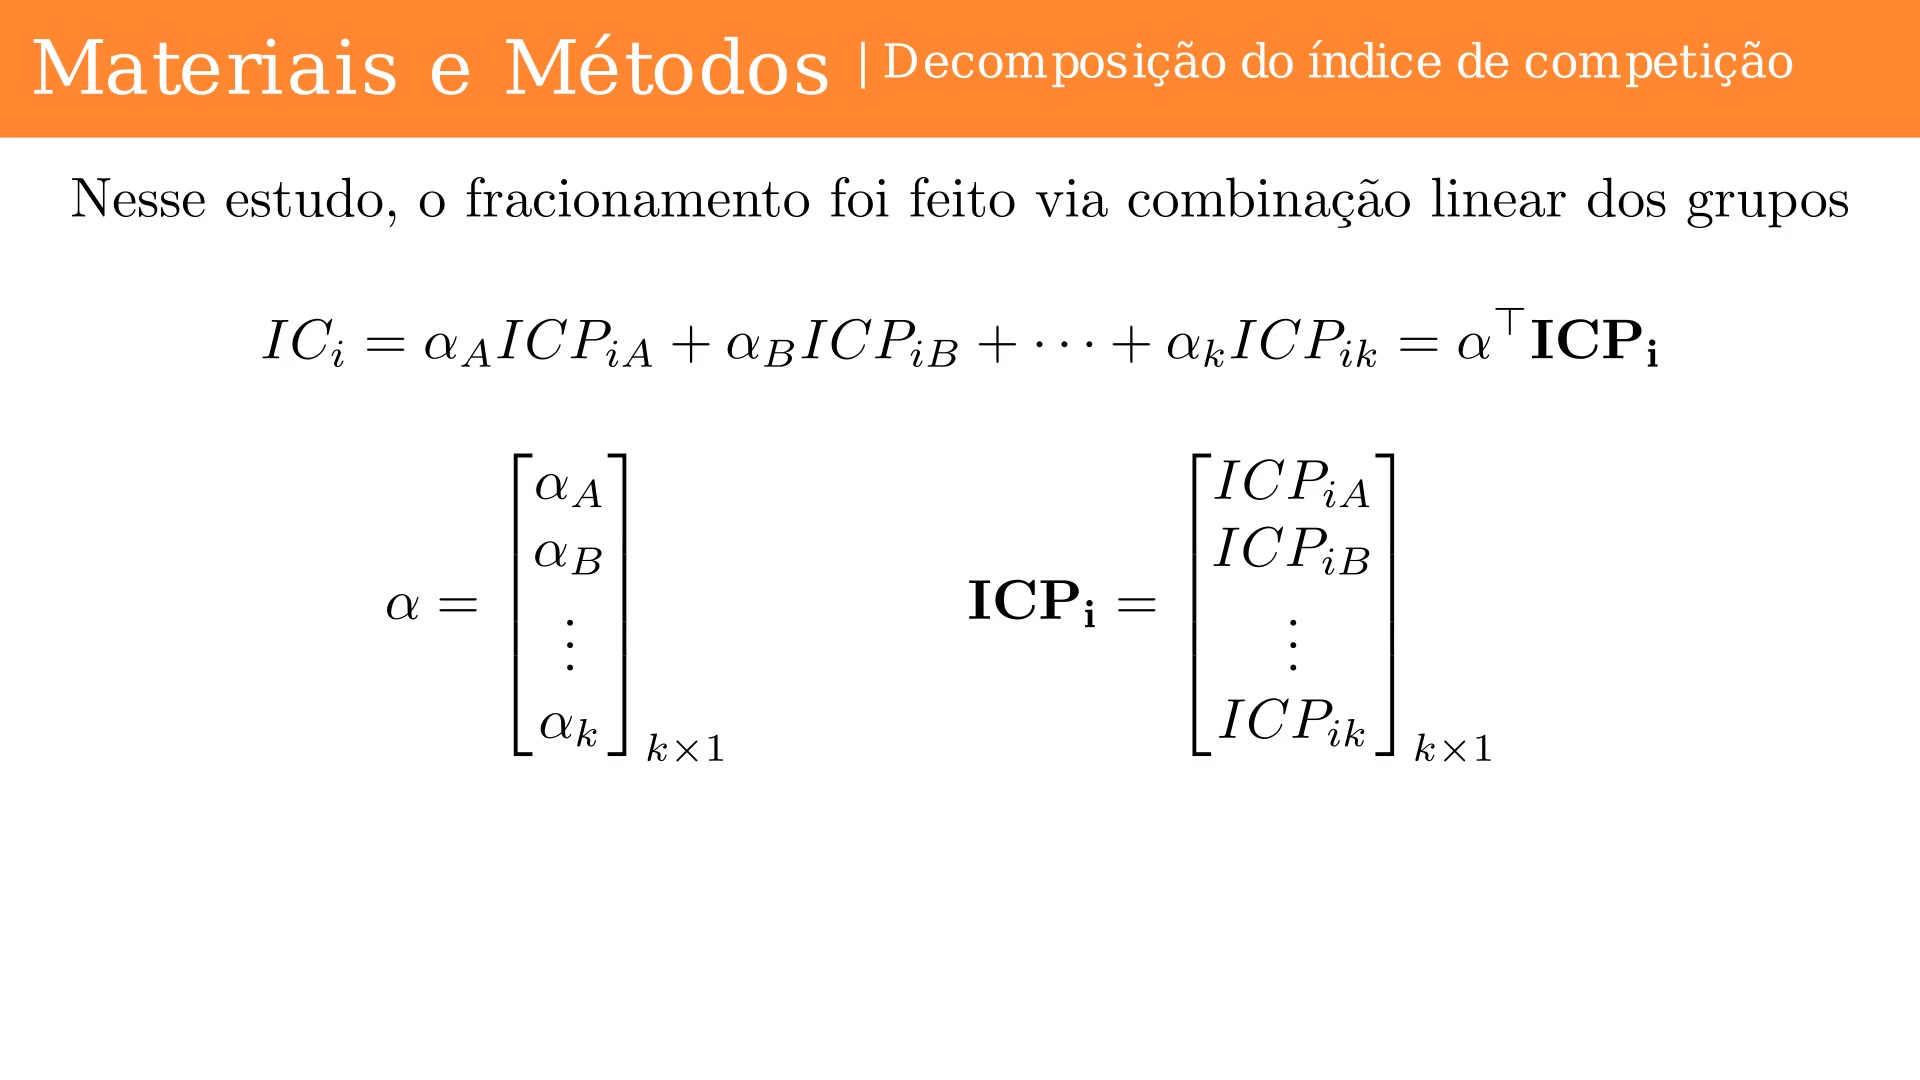 Materiais e Métodos | Decomposição do índice de competição
Nesse estudo, o fracionamento foi feito via combinação linear dos grupos
$IC_i = \alpha_A ICP_{iA} + \alpha_B ICP_{iB} + \cdots + \alpha_k ICP_{ik} = \alpha^\top \mathbf{ICP_i}$
$\alpha = \begin{bmatrix} \alpha_A \\ \alpha_B \\ \vdots \\ \alpha_k \end{bmatrix}_{k \times 1}$ $\mathbf{ICP_i} = \begin{bmatrix} ICP_{iA} \\ ICP_{iB} \\ \vdots \\ ICP_{ik} \end{bmatrix}_{k \times 1}$